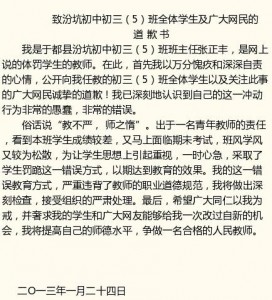 致汾坑初中初三（5）班全体学生及广大网民的
道 歉 书
我是于都县汾坑初中初三（5）班班主任张正丰，是网上
说的体罚学生的教师。在此，首先我以万分愧疚和深深自责
的心情，公开向我任教的初三（5）班全体学生以及关注此事
的广大网民诚挚的道歉！我已深刻地认识到自己的这一冲动
行为非常的愚蠢，非常的错误。
俗话说“教不严，师之惰”。出于一名青年教师的责任
，看到本班学生成绩较差，又马上面临期末考试，班风学风
又较为松散，为让学生思想上引起重视，一时心急，采取了
学生罚跪这一错误方式，以期达到教育的效果。我的这一错
误教育方式，严重违背了教师的职业道德规范，我将做出深
刻检查，接受组织的严肃处理。最后，希望广大同仁以我为
戒，并奢求我的学生和广大网友能够给我一次改过自新的机
会，我将提高自己的师德水平，争做一名合格的人民教师。
二〇一三年一月二十四日